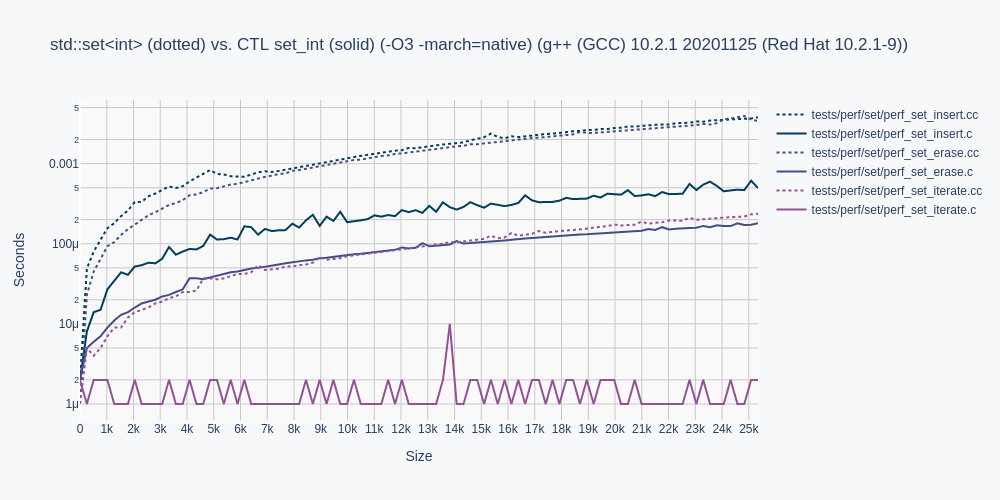 std::set<int> (dotted) vs. CTL set_int (solid) (-O3 -march=native) (g++ (GCC) 10.2.1 20201125 (Red Hat 10.2.1-9))
5
2
0.001
5
2
100μ
5
2
10μ
5
2
1μ
Seconds
0 1k 2k 3k 4k 5k 6k 7k 8k 9k 10k 11k 12k 13k 14k 15k 16k 17k 18k 19k 20k 21k 22k 23k 24k 25k
Size
tests/perf/set/perf_set_insert.cc
tests/perf/set/perf_set_insert.c
tests/perf/set/perf_set_erase.cc
tests/perf/set/perf_set_erase.c
tests/perf/set/perf_set_iterate.cc
tests/perf/set/perf_set_iterate.c